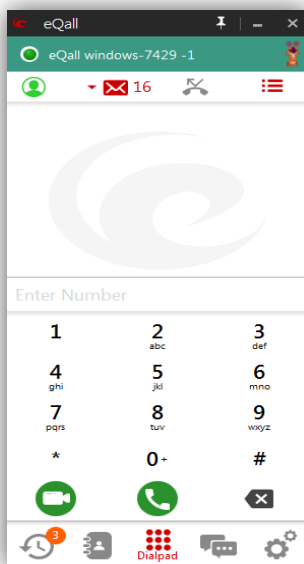 eQall
eQall windows-7429 -1
16
Enter Number
1 2 3
abc def
4 5 6
ghi jkl mno
7 8 9
pqrs tuv wxyz
* 0+ #
3
Dialpad